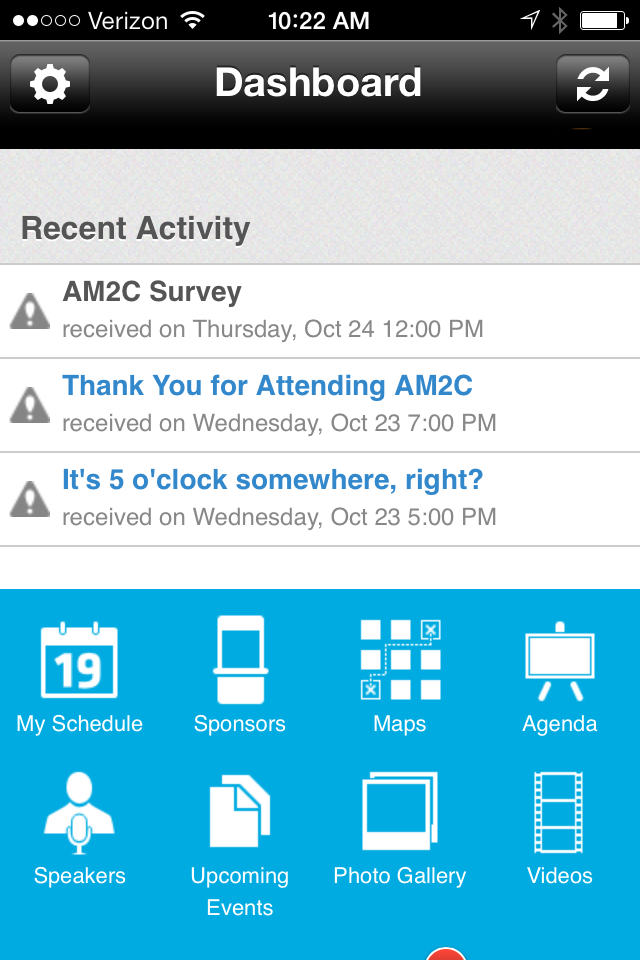 Verizon 10:22 AM
Dashboard
Recent Activity
AM2C Survey
received on Thursday, Oct 24 12:00 PM
Thank You for Attending AM2C
received on Wednesday, Oct 23 7:00 PM
It's 5 o'clock somewhere, right?
received on Wednesday, Oct 23 5:00 PM
19
My Schedule Sponsors Maps Agenda
Speakers Upcoming Events Photo Gallery Videos